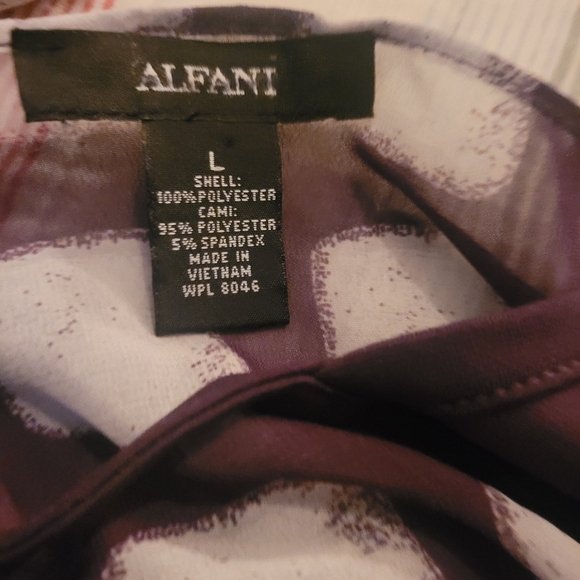 ALFANI
L
SHELL:
100% POLYESTER
CAMI:
95% POLYESTER
5% SPANDEX
MADE IN
VIETNAM
WPL 8046